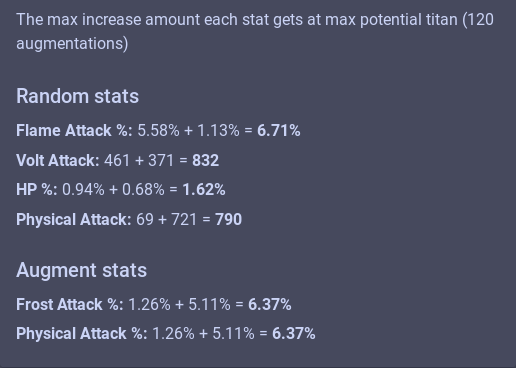 The max increase amount each stat gets at max potential titan (120
augmentations)
Random stats
Flame Attack %: 5.58% + 1.13% = 6.71%
Volt Attack: 461 + 371 = 832
HP %: 0.94% + 0.68% = 1.62%
Physical Attack: 69 + 721 = 790
Augment stats
Frost Attack %: 1.26% + 5.11% = 6.37%
Physical Attack %: 1.26% + 5.11% = 6.37%